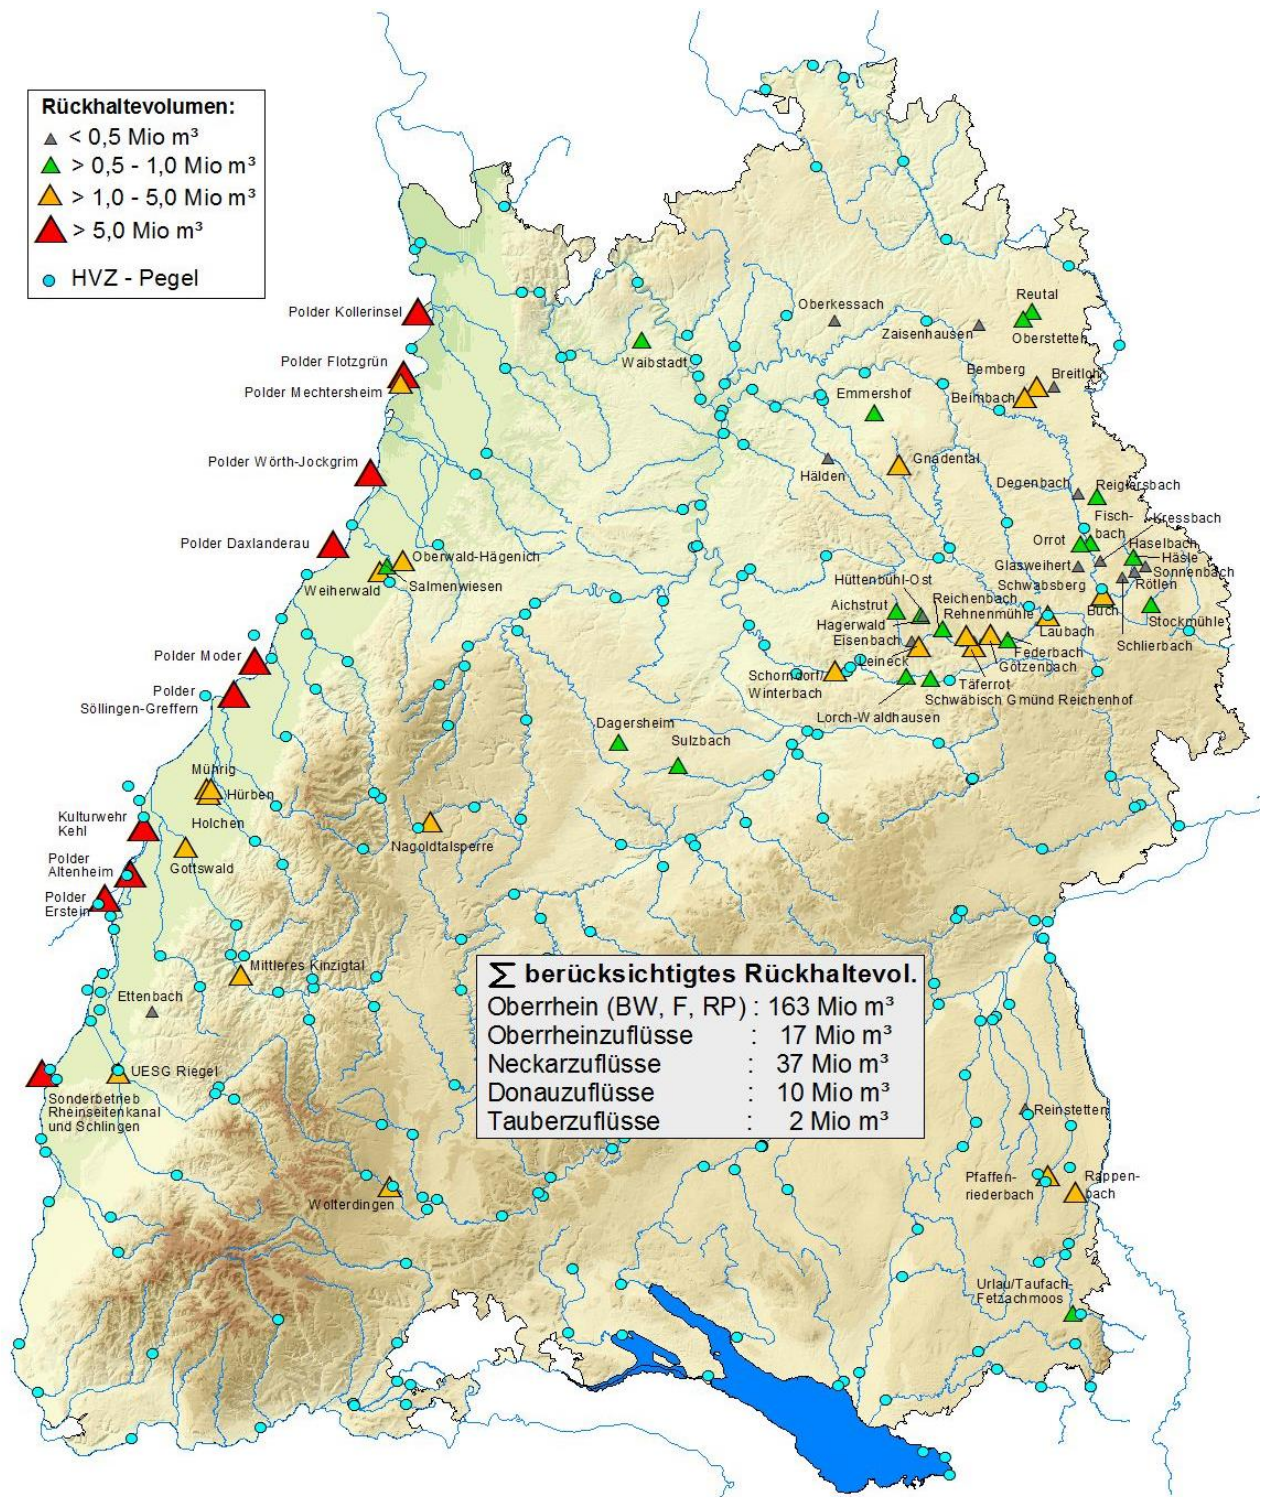 Rückhaltevolumen:
< 0,5 Mio m³
> 0,5 - 1,0 Mio m³
> 1,0 - 5,0 Mio m³
> 5,0 Mio m³
HVZ - Pegel
Polder Kollerinsel
Polder Flotzgrün
Polder Mechtersheim
Polder Wörth-Jockgrim
Polder Daxlanderau
Oberwald-Hägenich
Weiherwald
Salmenwiesen
Polder Moder
Polder
Söllingen-Greffern
Mührig
Hürben
Holchen
Kulturwehr
Kehl
Gottswald
Polder
Altenheim
Polder
Erstein
Mittleres Kinzigtal
Ettenbach
UESG Riegel
Sonderbetrieb
Rheinseitenkanal
und Schlingen
Wolterdingen
Nagoldtalsperre
Dagersheim
Sulzbach
Waibstadt
Oberkessach
Zaisenhausen
Reutal
Oberstetten
Bemberg
Breitloh
Beimbach
Emmershof
Gnadental
Hälden
Degenbach
Reiglersbach
Fisch-
bach
Kressbach
Orrot
Haselbach
Häsle
Glasweihert
Sonnenbach
Schwabsberg
Rötlen
Buch
Stockmühle
Laubach
Schlierbach
Hüttenbühl-Ost
Reichenbach
Aichstrut
Rehnenmühle
Hagerwald
Eisenbach
Federbach
Leineck
Götzenbach
Schorndorf/
Winterbach
Täferrot
Schwäbisch Gmünd Reichenhof
Lorch-Waldhausen
∑ berücksichtigtes Rückhaltevol.
Oberrhein (BW, F, RP) : 163 Mio m³
Oberrheinzuflüsse : 17 Mio m³
Neckarzuflüsse : 37 Mio m³
Donauzuflüsse : 10 Mio m³
Tauberzuflüsse : 2 Mio m³
Reinstetten
Pfaffen-
riederbach
Rappen-
bach
Urlau/Taufach-
Fetzachmoos